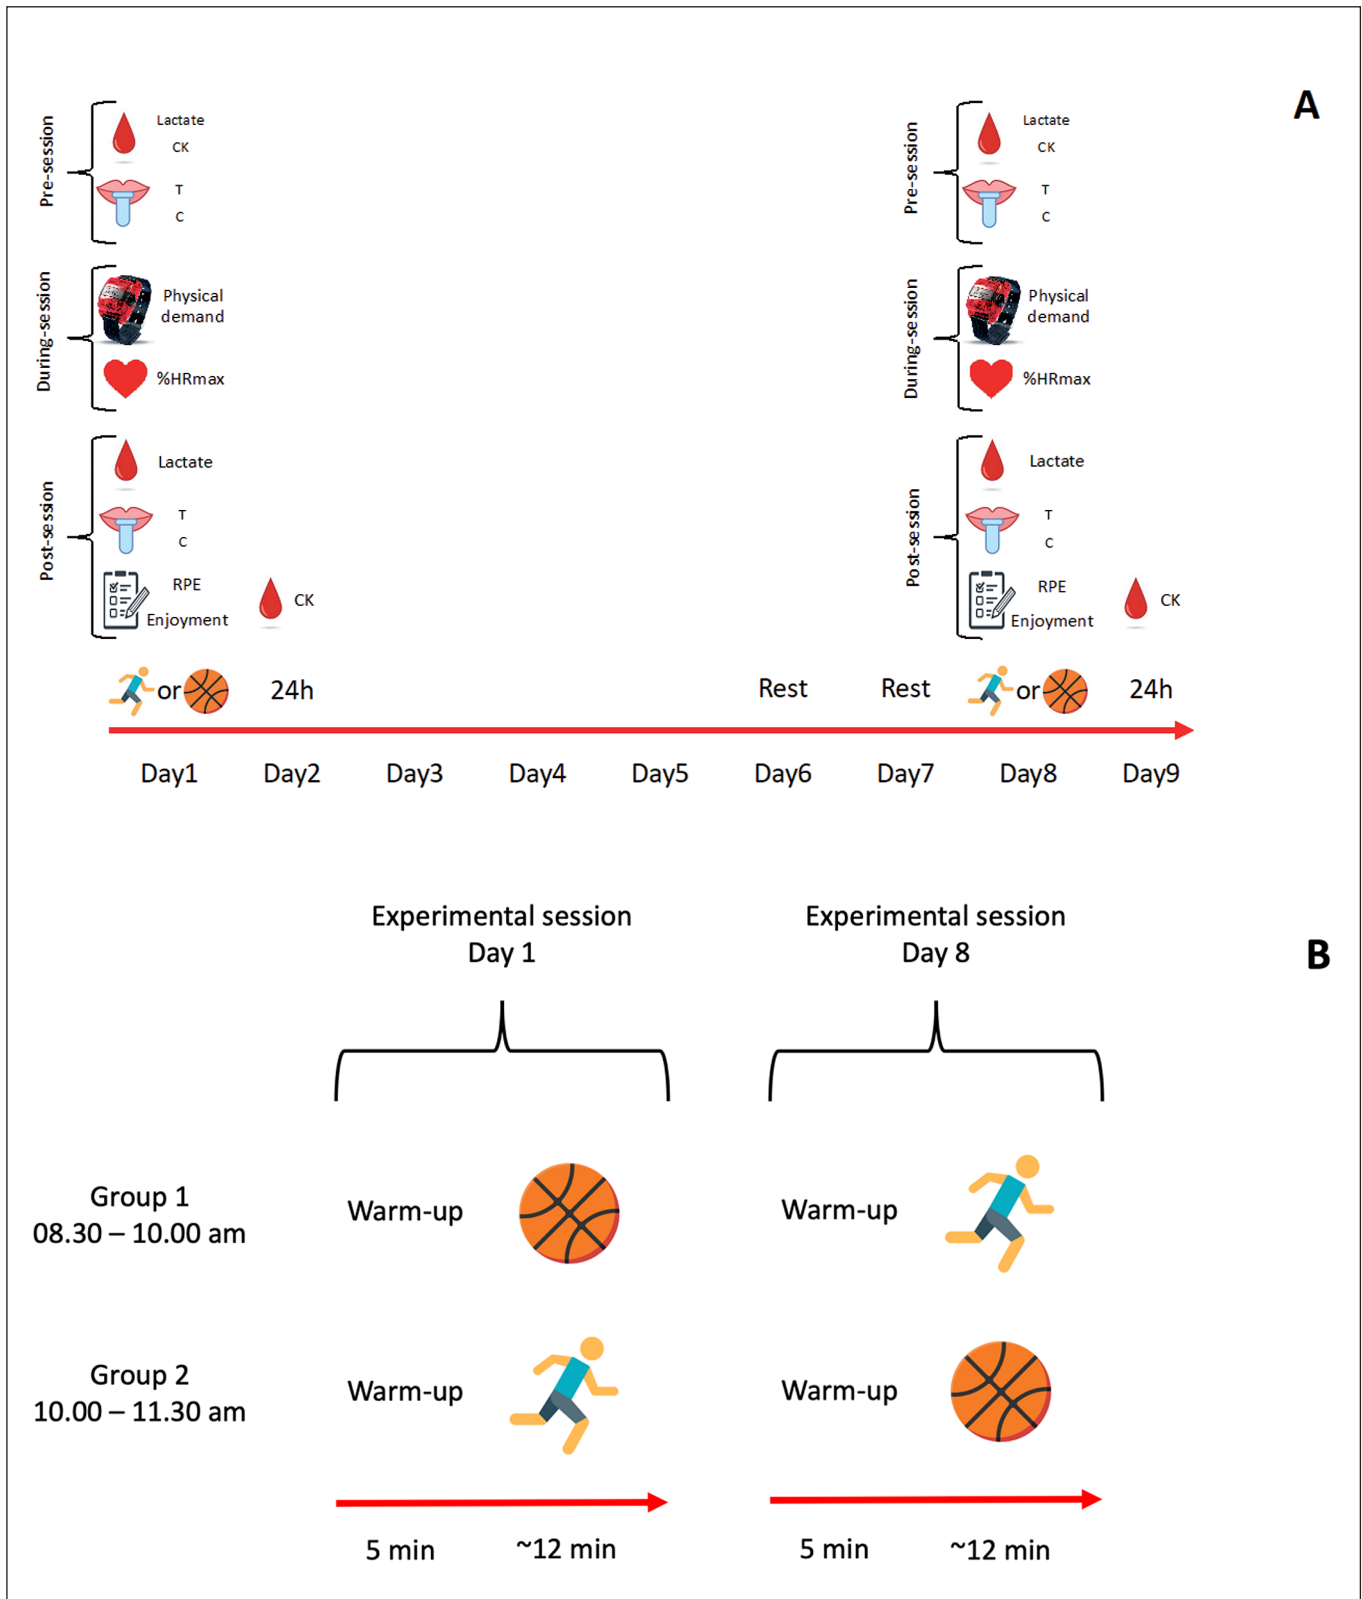 A
Pre-session
Lactate
CK
T
C
During-session
Physical
demand
%HRmax
Post-session
Lactate
T
C
RPE
Enjoyment
CK
Pre-session
Lactate
CK
T
C
During-session
Physical
demand
%HRmax
Post-session
Lactate
T
C
RPE
Enjoyment
CK
or 24h Rest Rest or 24h
Day1 Day2 Day3 Day4 Day5 Day6 Day7 Day8 Day9
B
Experimental session
Day 1
Experimental session
Day 8
Group 1
08.30 – 10.00 am
Warm-up
Warm-up
Group 2
10.00 – 11.30 am
Warm-up
Warm-up
5 min ~12 min
5 min ~12 min